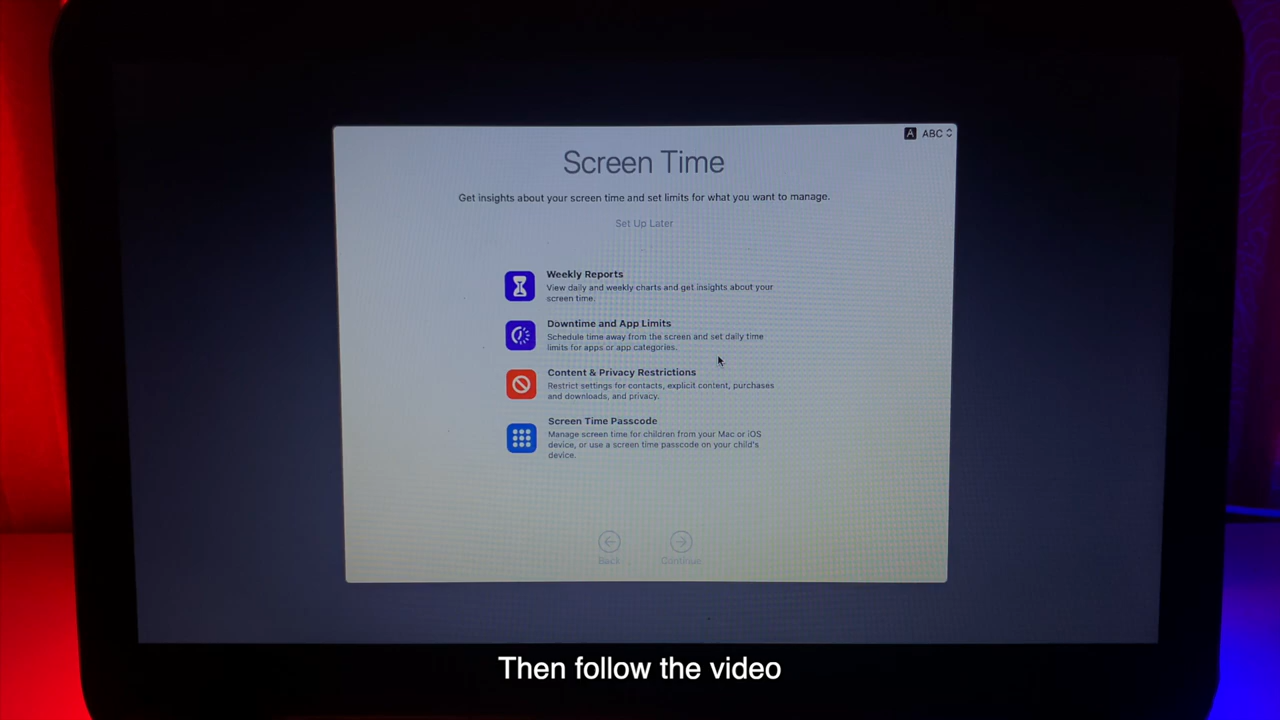 A ABC
Screen Time
Get insights about your screen time and set limits for what you want to manage.
Set Up Later
Weekly Reports
View daily and weekly charts and get insights about your
screen time.
Downtime and App Limits
Schedule time away from the screen and set daily time
limits for apps or app categories.
Content & Privacy Restrictions
Restrict settings for contacts, explicit content, purchases
and downloads, and privacy.
Screen Time Passcode
Manage screen time for children from your Mac or iOS
device, or use a screen time passcode on your child's
device.
Back Continue
Then follow the video